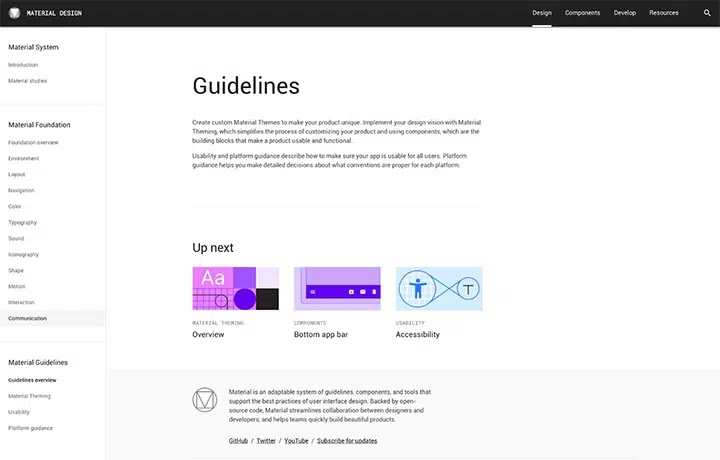 MATERIAL DESIGN
Design
Components
Develop
Resources
Material System
Introduction
Material studies
Material Foundation
Foundation overview
Environment
Layout
Navigation
Color
Typography
Sound
Iconography
Shape
Motion
Interaction
Communication
Material Guidelines
Guidelines overview
Material Theming
Usability
Platform guidance
Guidelines
Create custom Material Themes to make your product unique. Implement your design vision with Material
Theming, which simplifies the process of customizing your product and using components, which are the
building blocks that make a product usable and functional.
Usability and platform guidance describe how to make sure your app is usable for all users. Platform
guidance helps you make detailed decisions about what conventions are proper for each platform.
Up next
Aa
T
MATERIAL THEMING
Overview
COMPONENTS
Bottom app bar
USABILITY
Accessibility
Material is an adaptable system of guidelines, components, and tools that
support the best practices of user interface design. Backed by open-
source code, Material streamlines collaboration between designers and
developers, and helps teams quickly build beautiful products.
GitHub / Twitter / YouTube / Subscribe for updates